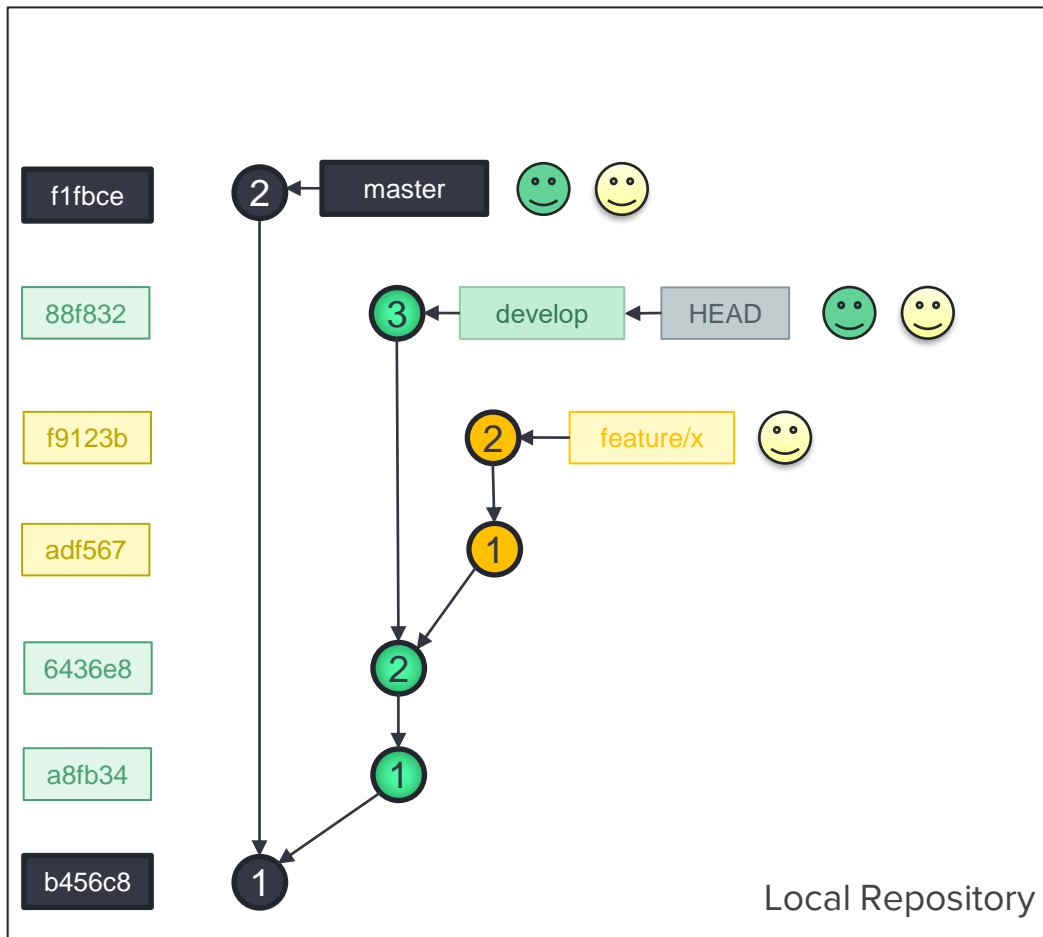 f1fbce 2 master
88f832 3 develop HEAD
f9123b 2 feature/x
adf567 1
6436e8 2
a8fb34 1
b456c8 1
Local Repository